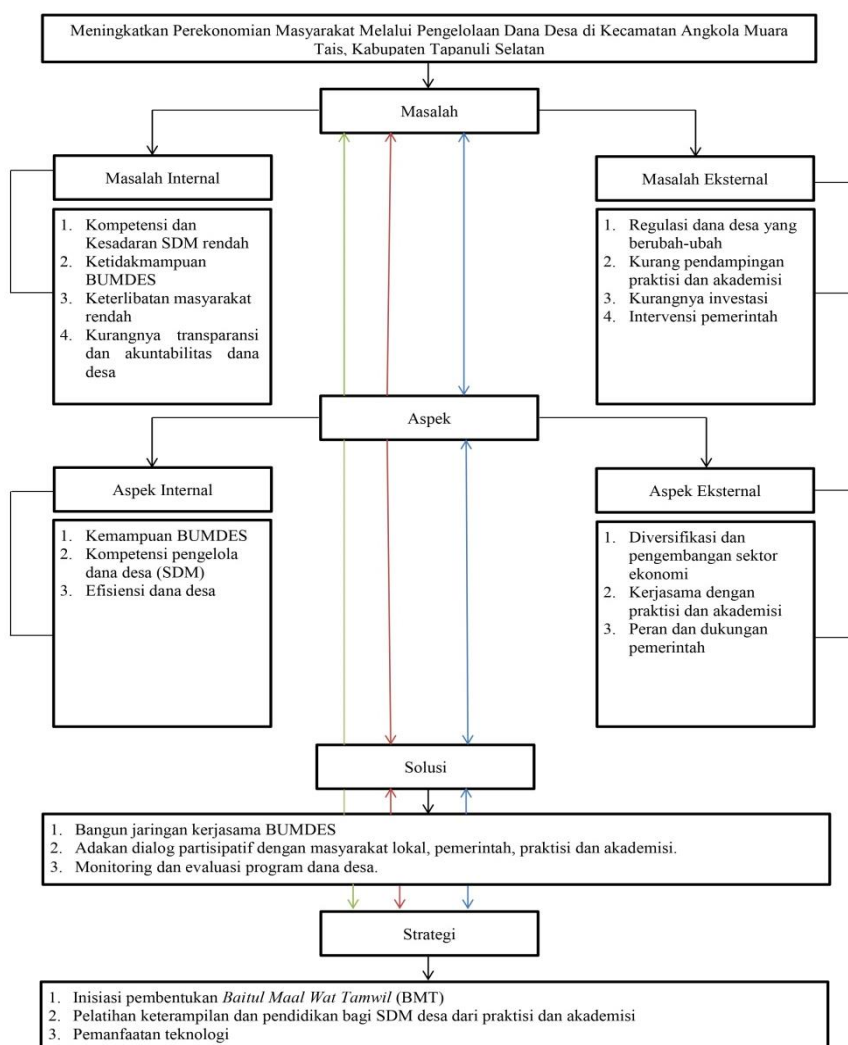 Meningkatkan Perekonomian Masyarakat Melalui Pengelolaan Dana Desa di Kecamatan Angkola Muara
Tais, Kabupaten Tapanuli Selatan
Masalah
Masalah Internal
1. Kompetensi dan
Kesadaran SDM rendah
2. Ketidakmampuan
BUMDES
3. Keterlibatan masyarakat
rendah
4. Kurangnya transparansi
dan akuntabilitas dana
desa
Masalah Eksternal
1. Regulasi dana desa yang
berubah-ubah
2. Kurang pendampingan
praktisi dan akademisi
3. Kurangnya investasi
4. Intervensi pemerintah
Aspek
Aspek Internal
1. Kemampuan BUMDES
2. Kompetensi pengelola
dana desa (SDM)
3. Efisiensi dana desa
Aspek Eksternal
1. Diversifikasi dan
pengembangan sektor
ekonomi
2. Kerjasama dengan
praktisi dan akademisi
3. Peran dan dukungan
pemerintah
Solusi
1. Bangun jaringan kerjasama BUMDES
2. Adakan dialog partisipatif dengan masyarakat lokal, pemerintah, praktisi dan akademisi.
3. Monitoring dan evaluasi program dana desa.
Strategi
1. Inisiasi pembentukan Baitul Maal Wat Tamwil (BMT)
2. Pelatihan keterampilan dan pendidikan bagi SDM desa dari praktisi dan akademisi
3. Pemanfaatan teknologi